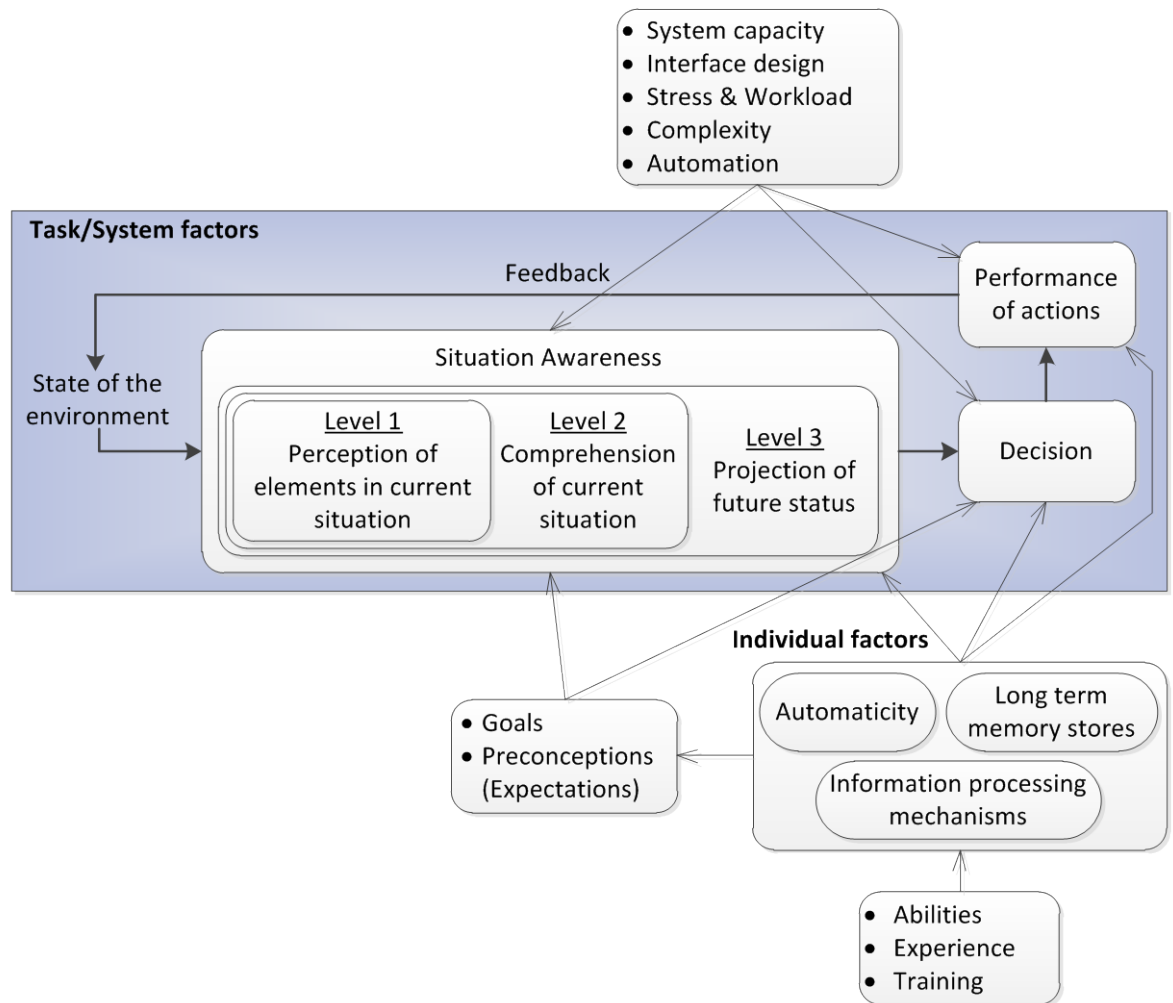 • System capacity
• Interface design
• Stress & Workload
• Complexity
• Automation
Task/System factors
Feedback
Performance
of actions
State of the
environment
Situation Awareness
Level 1
Perception of
elements in current
situation
Level 2
Comprehension
of current
situation
Level 3
Projection of
future status
Decision
Individual factors
• Goals
• Preconceptions
(Expectations)
Automaticity
Long term
memory stores
Information processing
mechanisms
• Abilities
• Experience
• Training